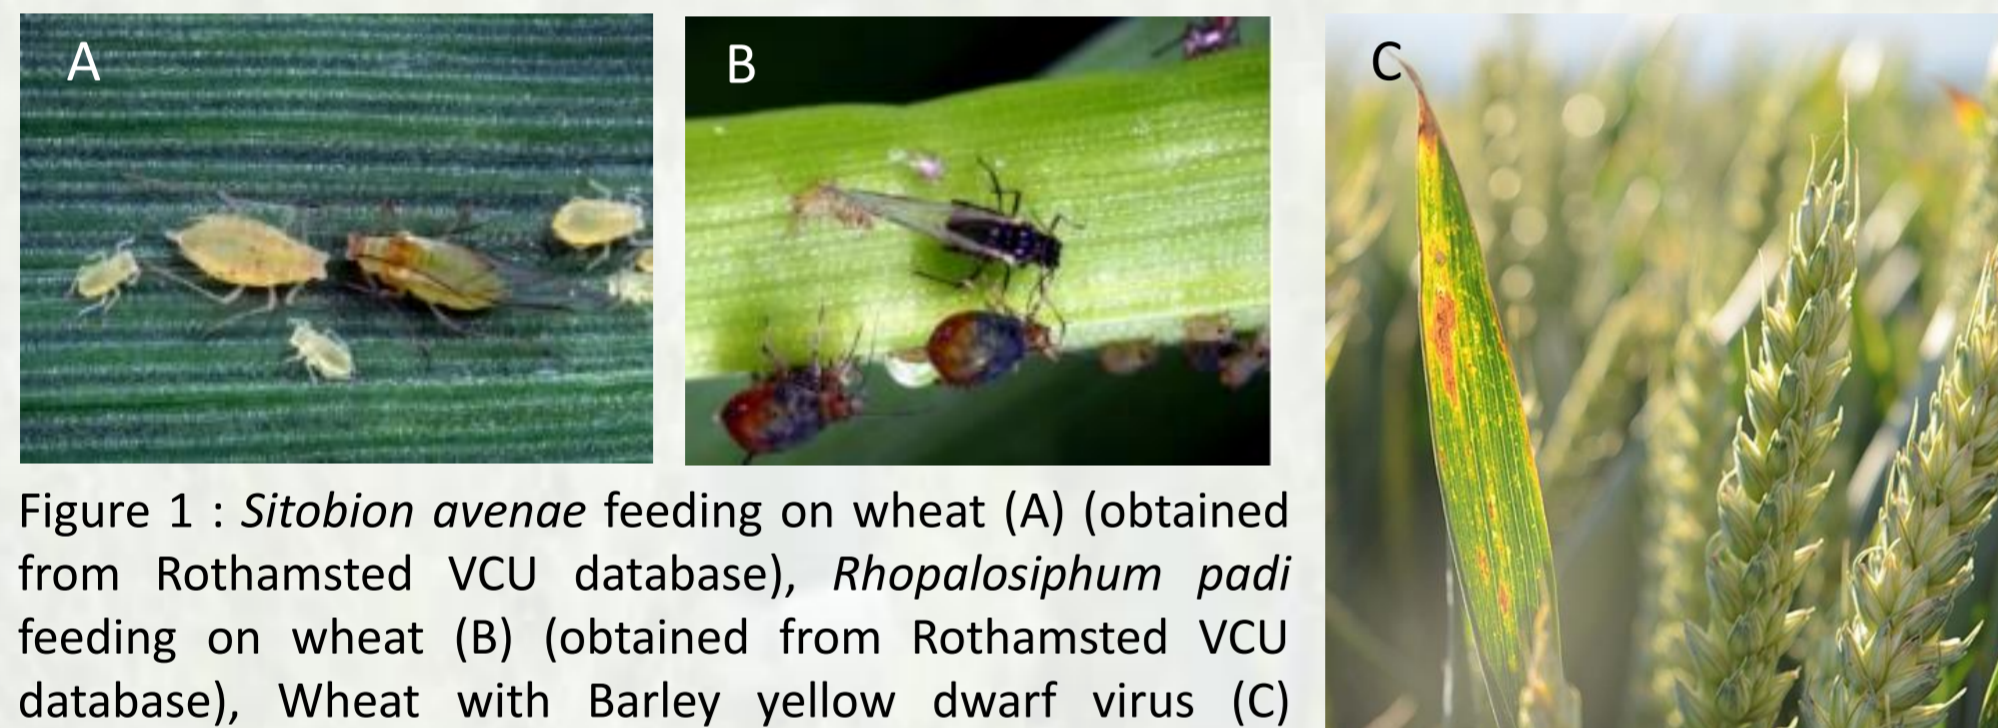 A
B
C
Figure 1 : Sitobion avenae feeding on wheat (A) (obtained
from Rothamsted VCU database), Rhopalosiphum padi
feeding on wheat (B) (obtained from Rothamsted VCU
database), Wheat with Barley yellow dwarf virus (C)